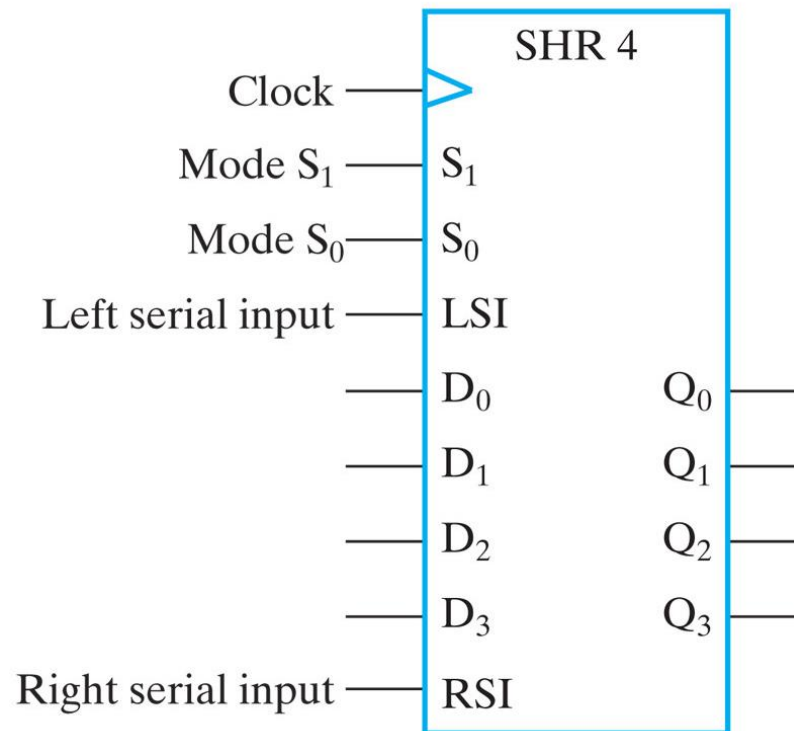 SHR 4
Clock
Mode S₁ S₁
Mode S₀ S₀
Left serial input LSI
D₀ Q₀
D₁ Q₁
D₂ Q₂
D₃ Q₃
Right serial input RSI